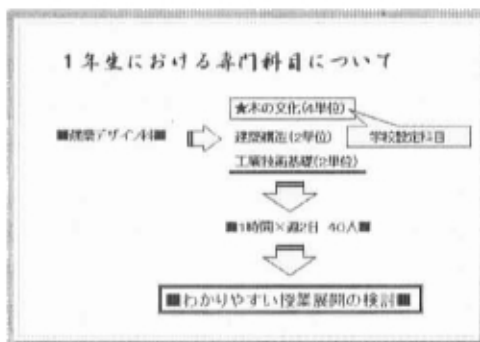 1年生における専門科目について
★木の文化(4単位)
■建築デザイン科■
建築構造(2単位)
学校設定科目
工業技術基礎(2単位)
■1時間×週2日 40人■
■わかりやすい授業展開の検討■